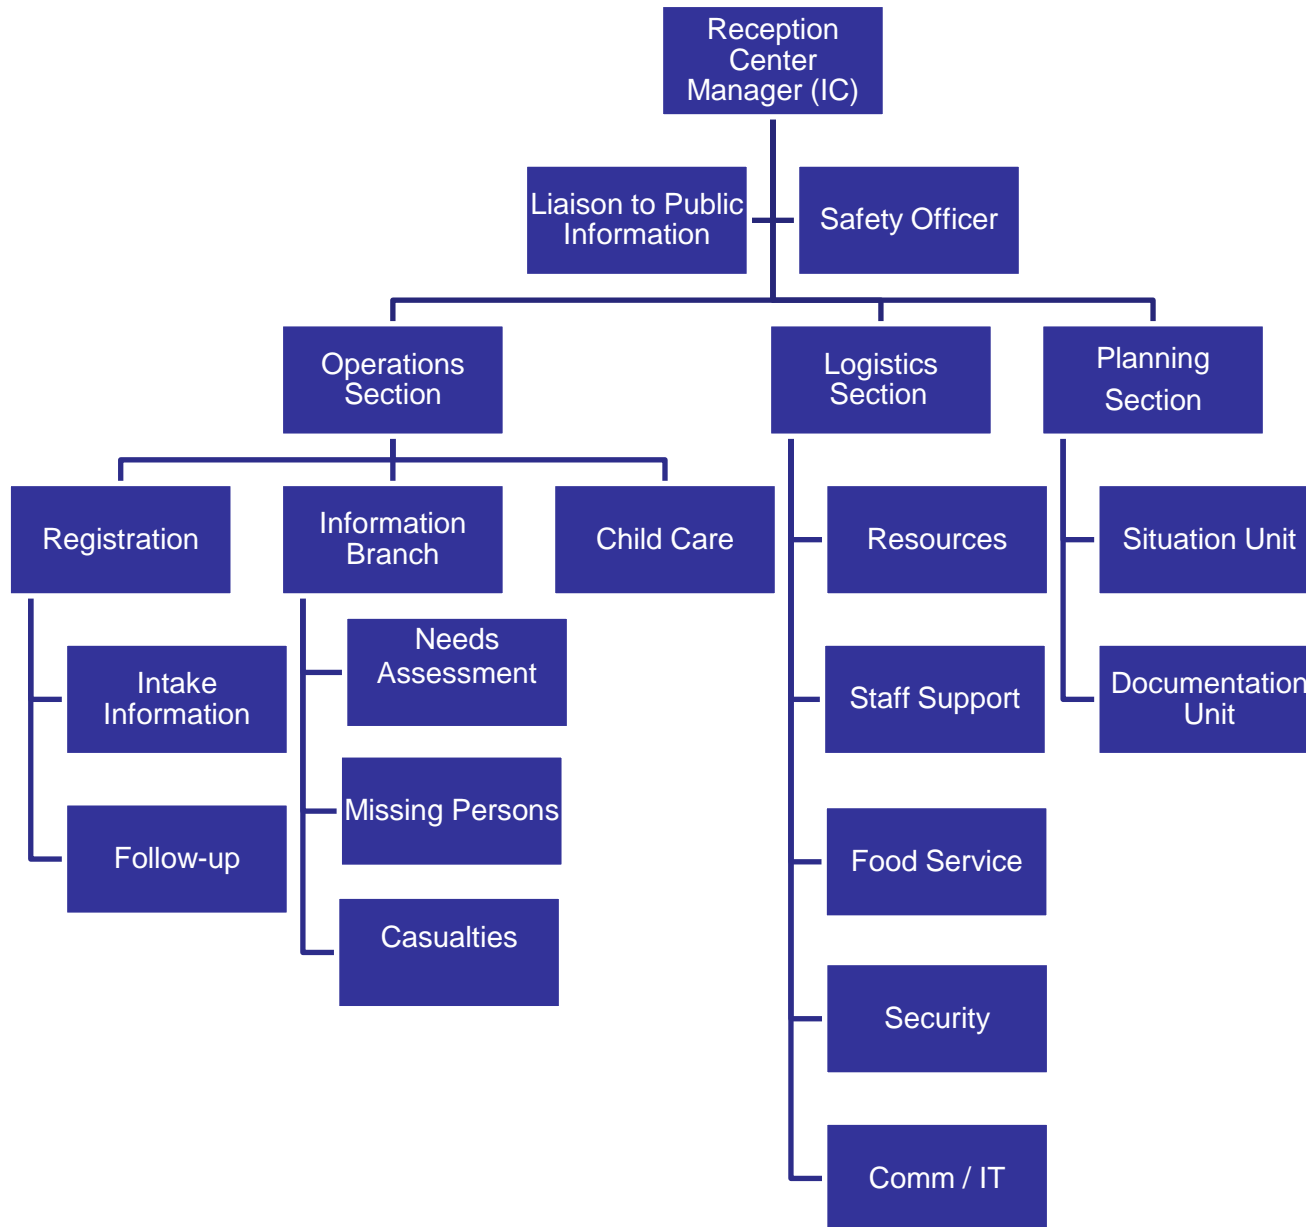 Reception
Center
Manager (IC)
Liaison to Public
Information
Safety Officer
Operations
Section
Logistics
Section
Planning
Section
Registration
Information
Branch
Child Care
Resources
Situation Unit
Intake
Information
Needs
Assessment
Staff Support
Documentation
Unit
Follow-up
Missing Persons
Food Service
Casualties
Security
Comm / IT